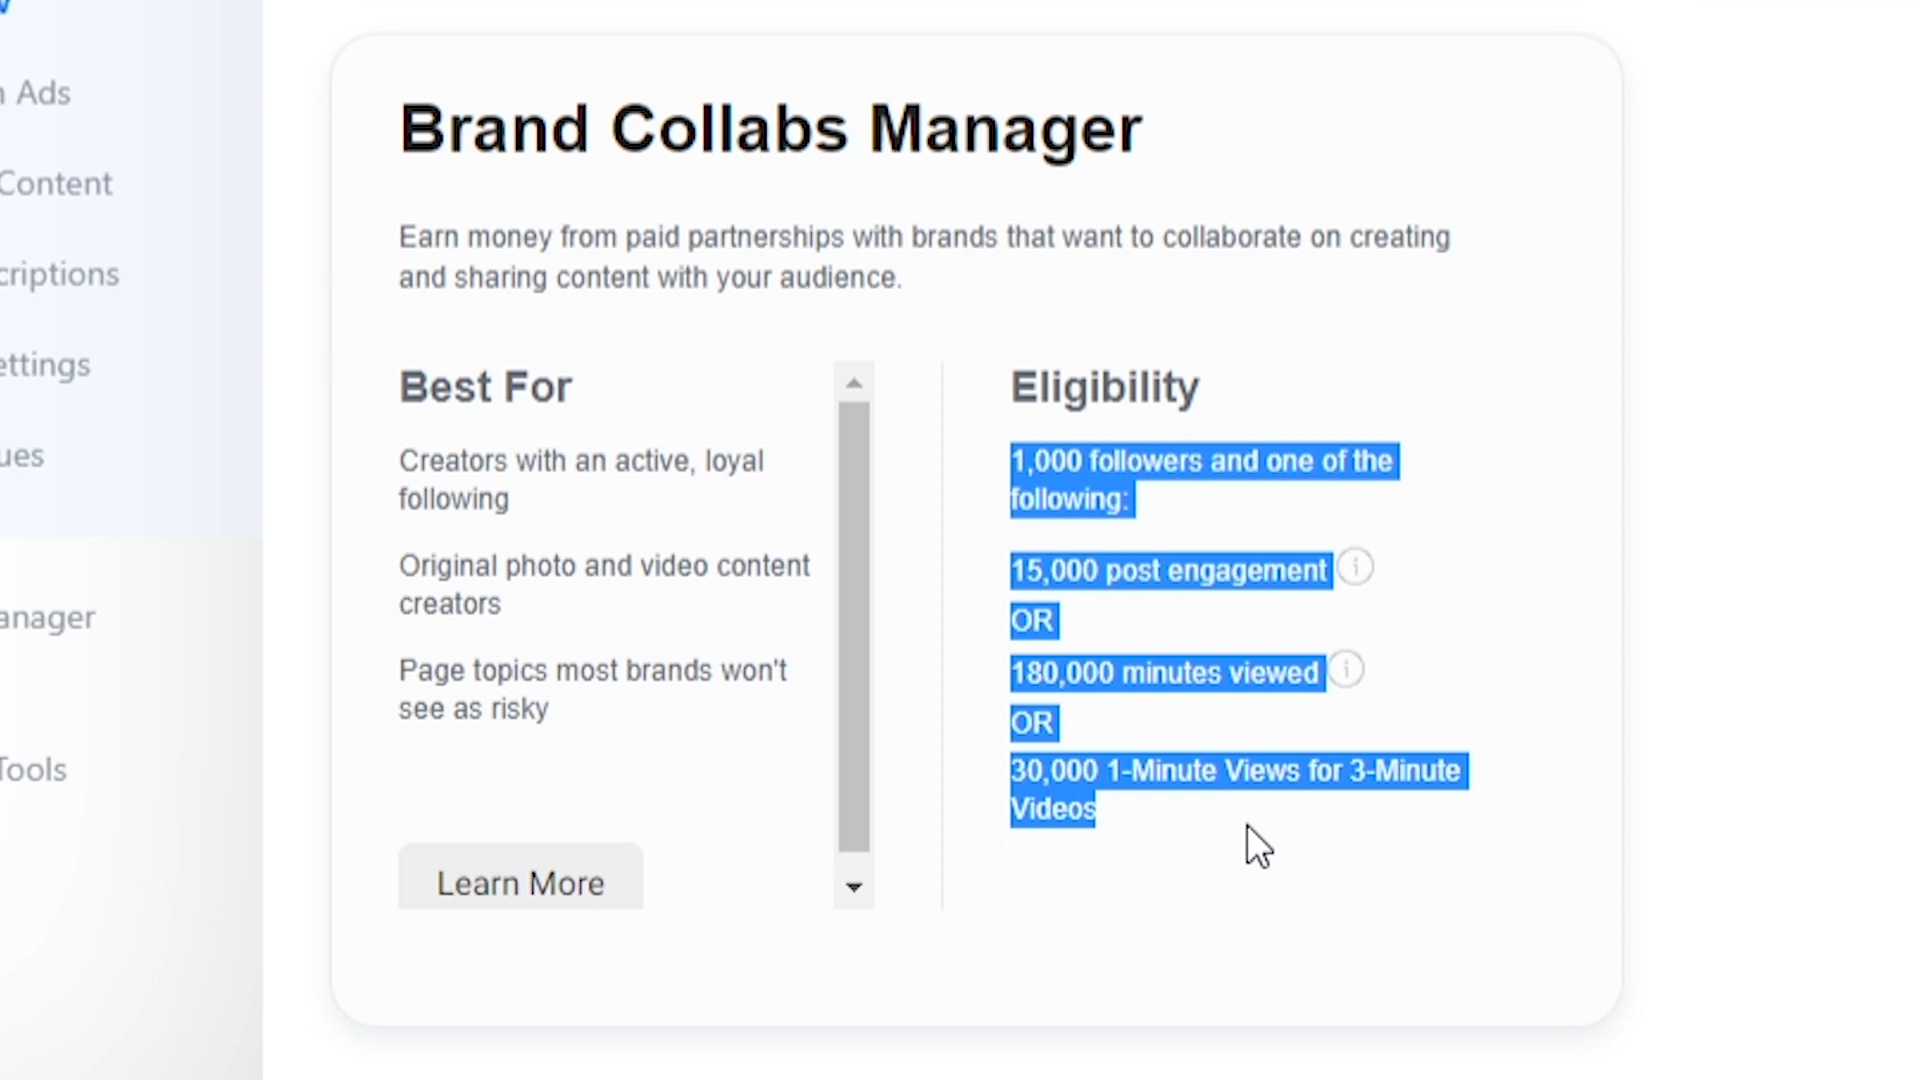 Ads
Content
criptions
ettings
ues
anager
Tools
Brand Collabs Manager
Earn money from paid partnerships with brands that want to collaborate on creating
and sharing content with your audience.
Best For
Creators with an active, loyal
following
Original photo and video content
creators
Page topics most brands won't
see as risky
Learn More
Eligibility
1,000 followers and one of the
following:
15,000 post engagement
OR
180,000 minutes viewed
OR
30,000 1-Minute Views for 3-Minute
Videos